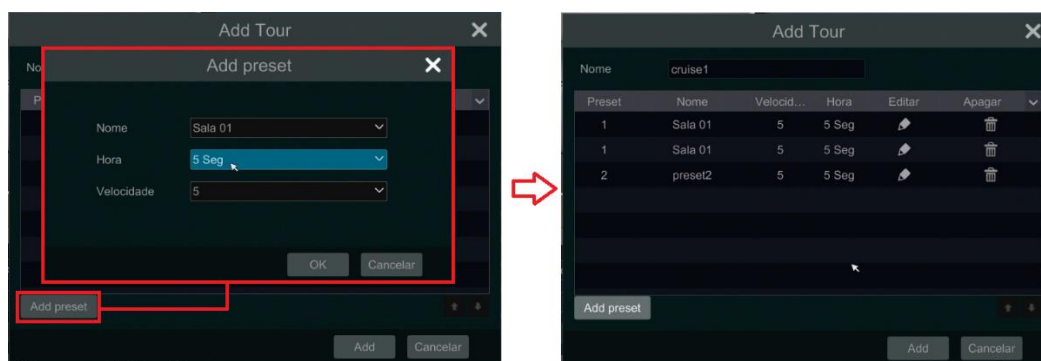 Add Tour
No
Add preset
P
Nome Sala 01
Hora 5 Seg
Velocidade 5
OK Cancelar
Add preset
Add Cancelar
Add Tour
Nome cruise1
Preset Nome Velocid... Hora Editar Apagar
1 Sala 01 5 5 Seg
1 Sala 01 5 5 Seg
2 preset2 5 5 Seg
Add preset
Add Cancelar